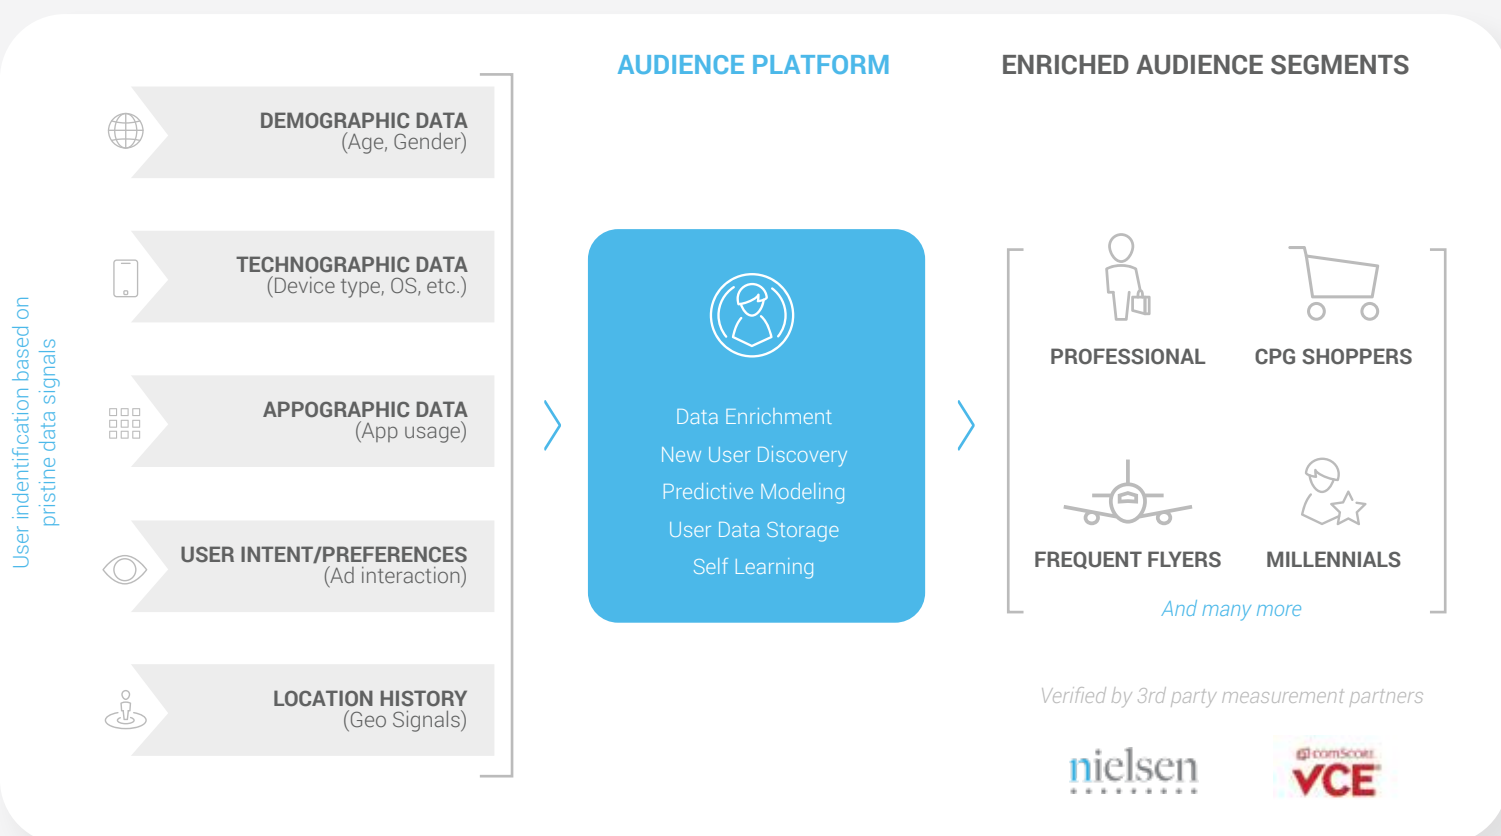 User indentification based on
pristine data signals
DEMOGRAPHIC DATA
(Age, Gender)
TECHNOGRAPHIC DATA
(Device type, OS, etc.)
APPOGRAPHIC DATA
(App usage)
USER INTENT/PREFERENCES
(Ad interaction)
LOCATION HISTORY
(Geo Signals)
AUDIENCE PLATFORM
Data Enrichment
New User Discovery
Predictive Modeling
User Data Storage
Self Learning
ENRICHED AUDIENCE SEGMENTS
PROFESSIONAL
CPG SHOPPERS
FREQUENT FLYERS
MILLENNIALS
And many more
Verified by 3rd party measurement partners
nielsen
comScore
VCE